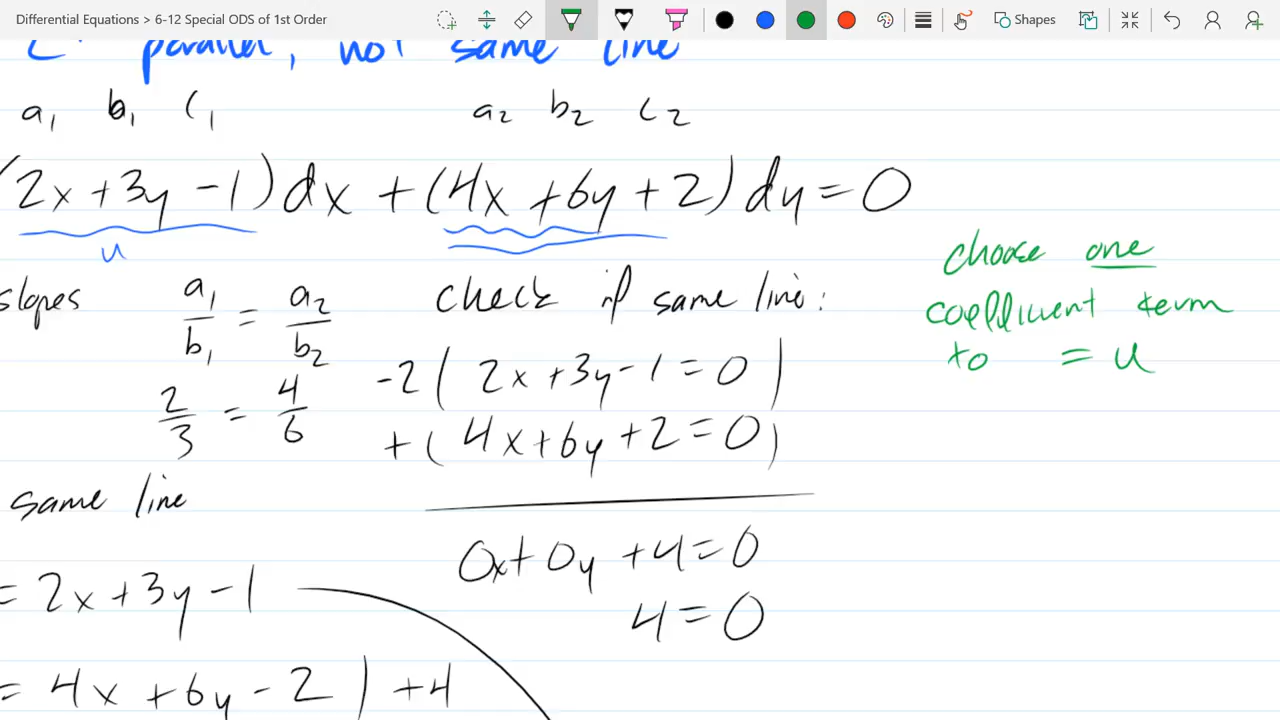 Differential Equations > 6-12 Special ODS of 1st Order
Shapes
parallel, not same line
a₁ b₁ c₁ a₂ b₂ c₂
(2x + 3y - 1)dx + (4x + 6y + 2)dy = 0
u
choose one
coefficient term
to = u
slopes a₁/b₁ = a₂/b₂
2/3 = 4/6
check if same line:
-2( 2x+3y-1=0 )
+( 4x+6y+2=0 )
0x+0y+4=0
4=0
same line
= 2x+3y-1
= 4x+6y-2) +4